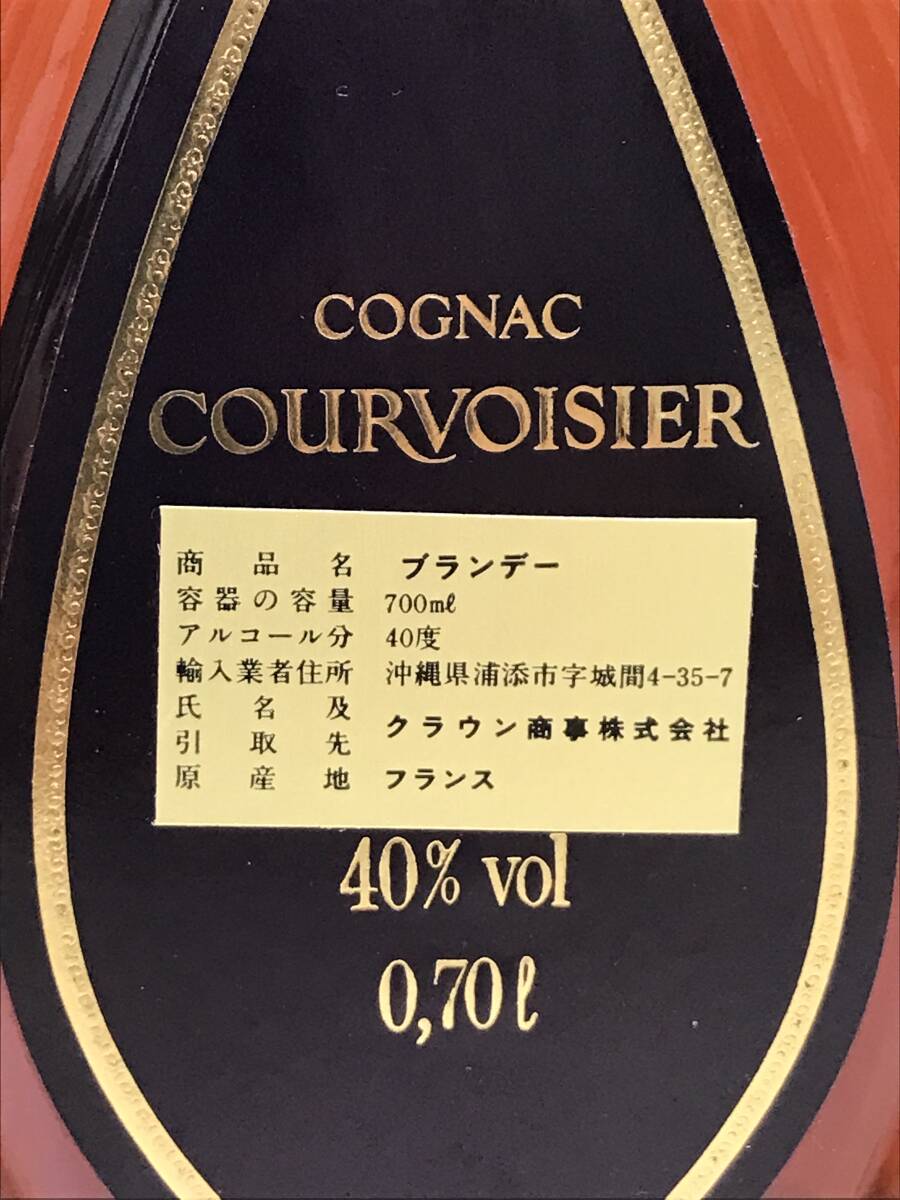 COGNAC
COURVOISIER
商品名 ブランデー
容器の容量 700mℓ
アルコール分 40度
輸入業者住所 沖縄県浦添市字城間4-35-7
氏名及
引取先 クラウン商事株式会社
原産地 フランス
40% vol
0,70ℓ